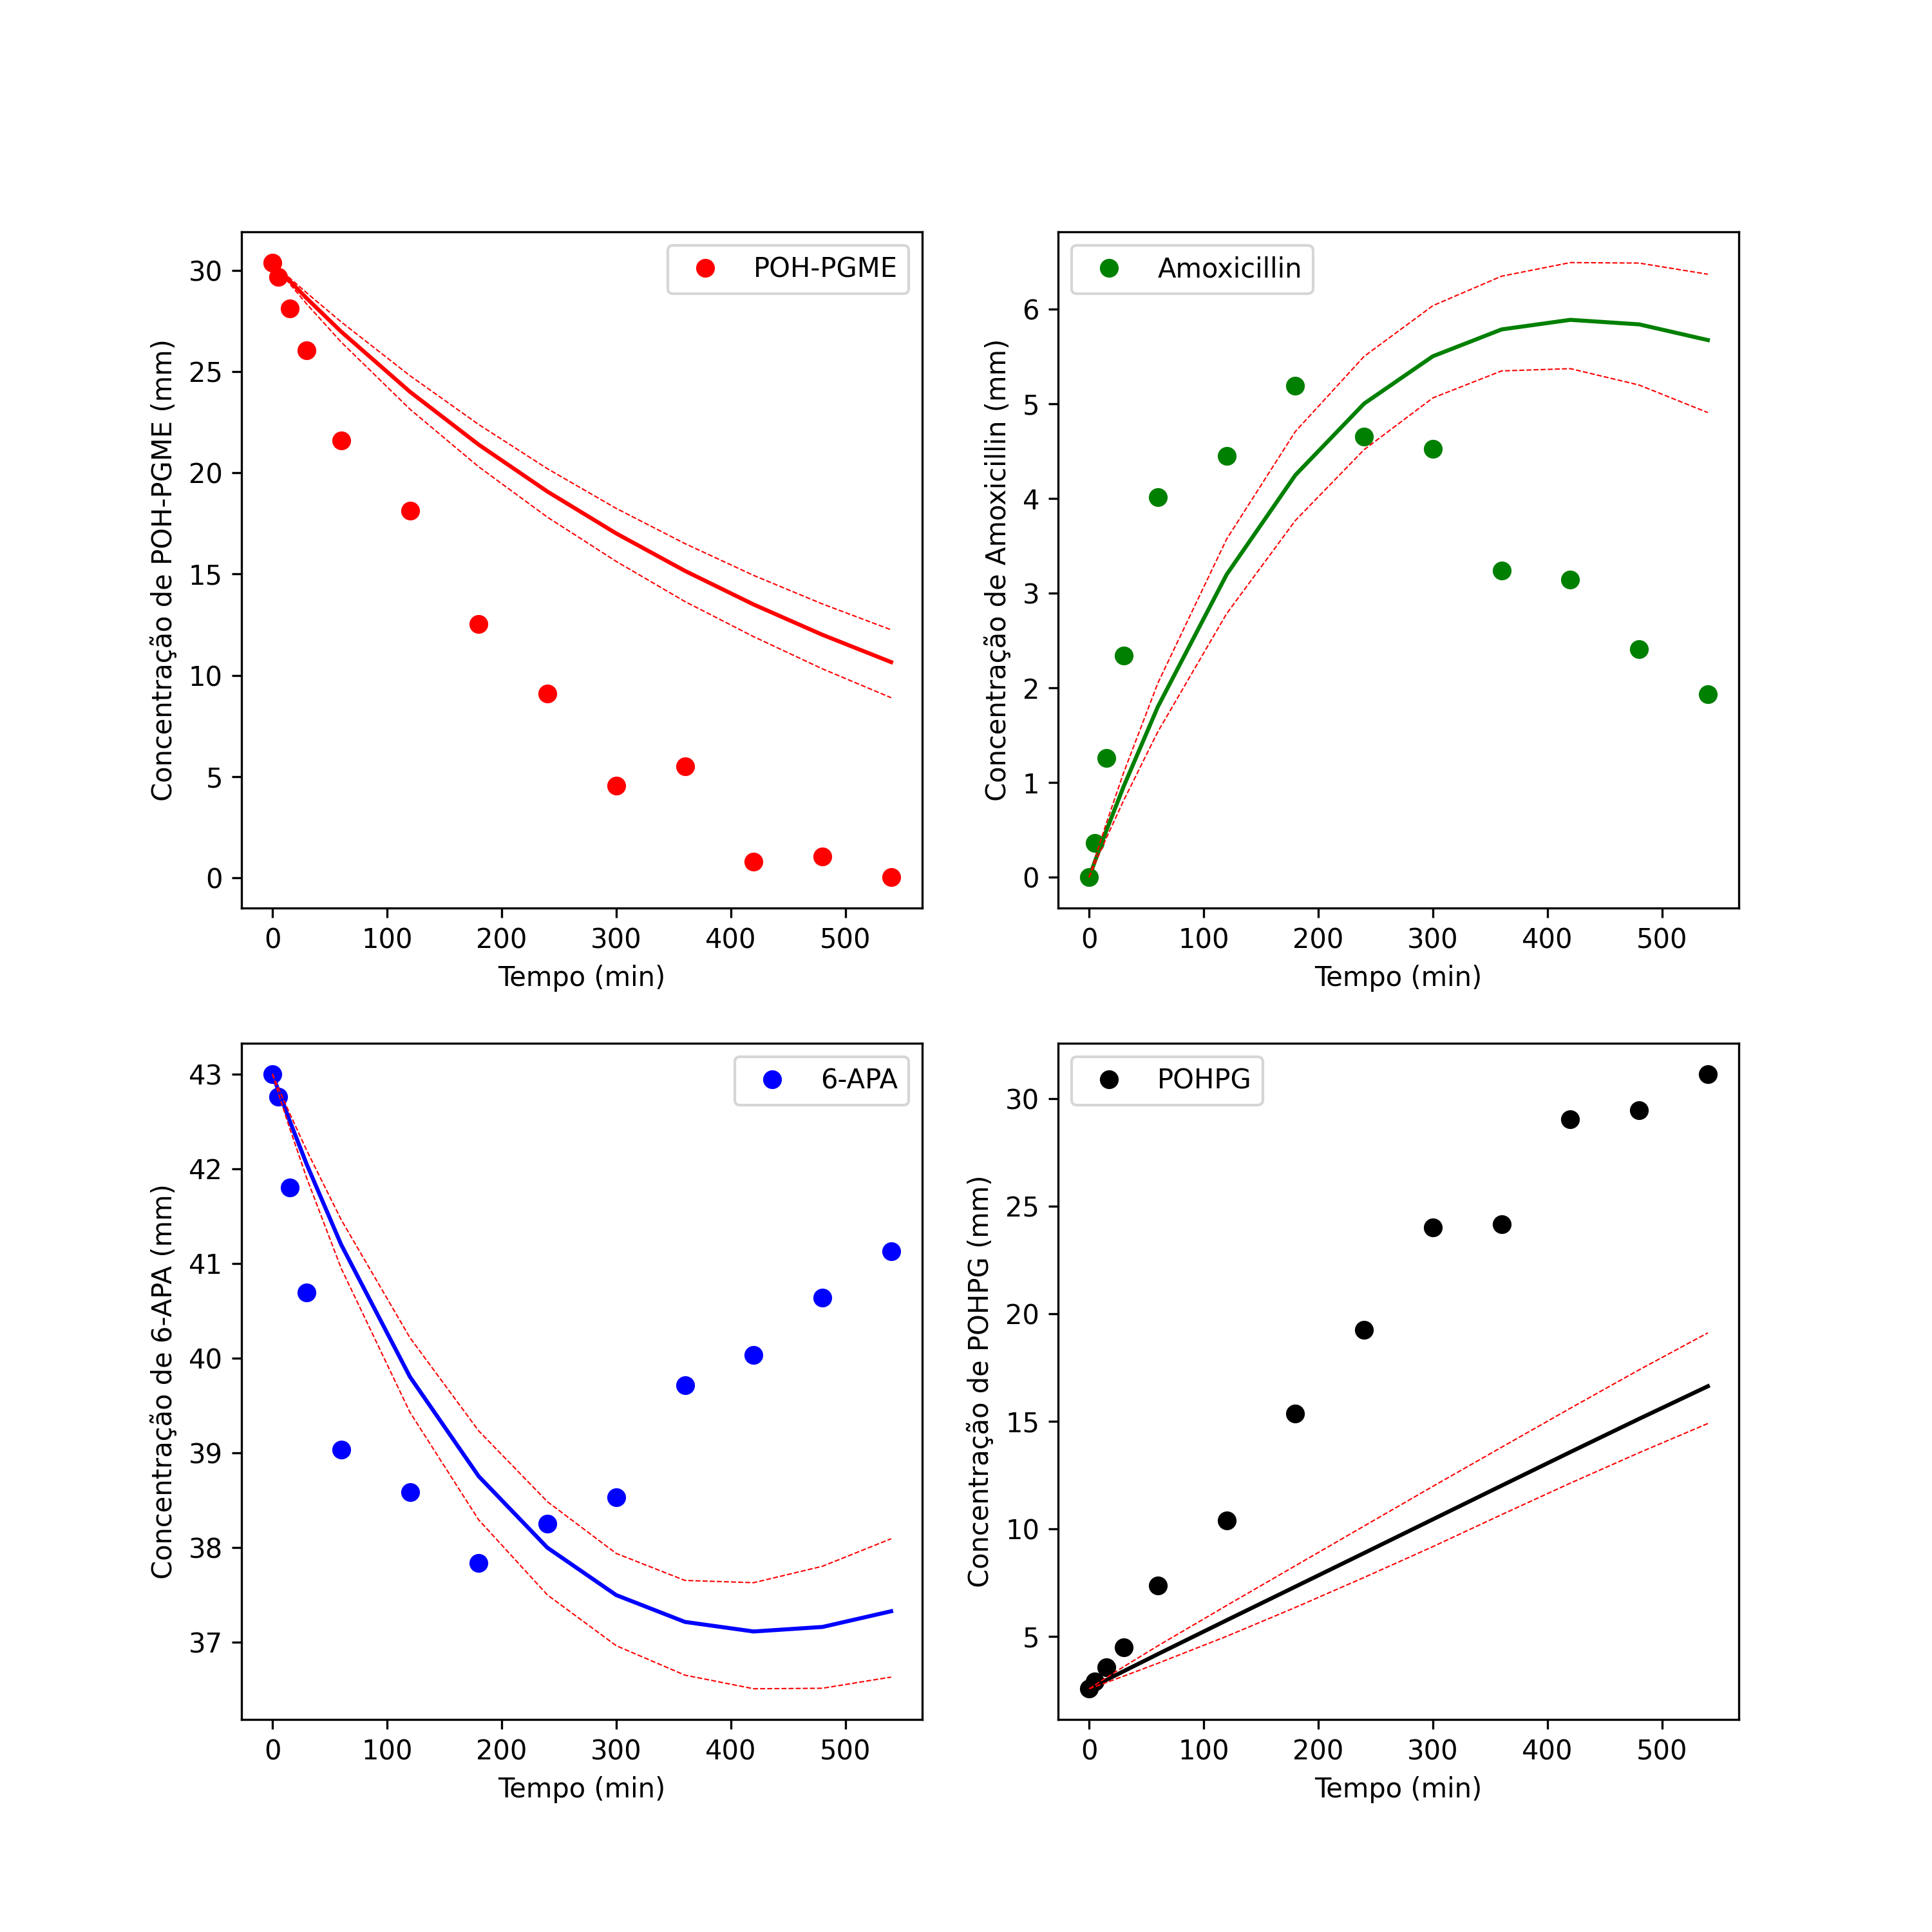 POH-PGME
Concentração de POH-PGME (mm)
30
25
20
15
10
5
0
0 100 200 300 400 500
Tempo (min)
Amoxicillin
Concentração de Amoxicillin (mm)
6
5
4
3
2
1
0
0 100 200 300 400 500
Tempo (min)
6-APA
Concentração de 6-APA (mm)
43
42
41
40
39
38
37
0 100 200 300 400 500
Tempo (min)
POHPG
Concentração de POHPG (mm)
30
25
20
15
10
5
0 100 200 300 400 500
Tempo (min)